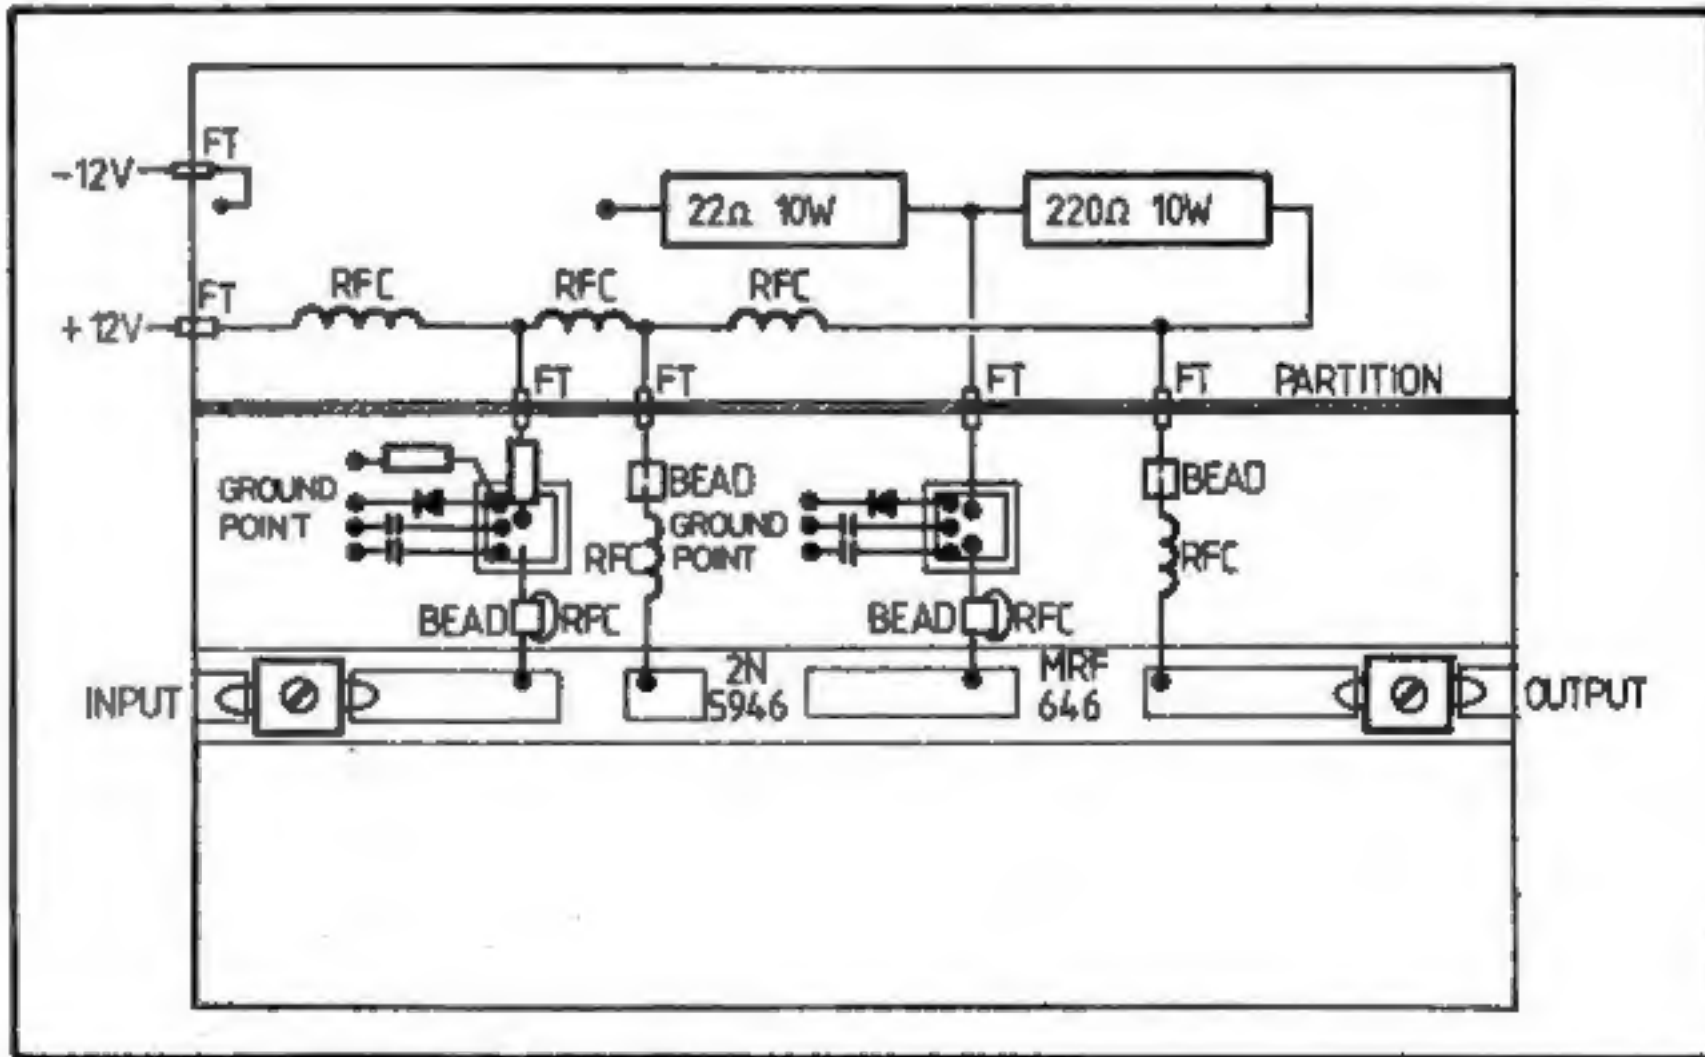 FT
-12V
22Ω 10W
220Ω 10W
FT
RFC
RFC
RFC
+12V
FT
FT
FT
FT
PARTITION
GROUND
POINT
BEAD
RFC
GROUND
POINT
BEAD
RFC
BEAD
RFC
BEAD
RFC
INPUT
2N
5946
MRF
646
OUTPUT